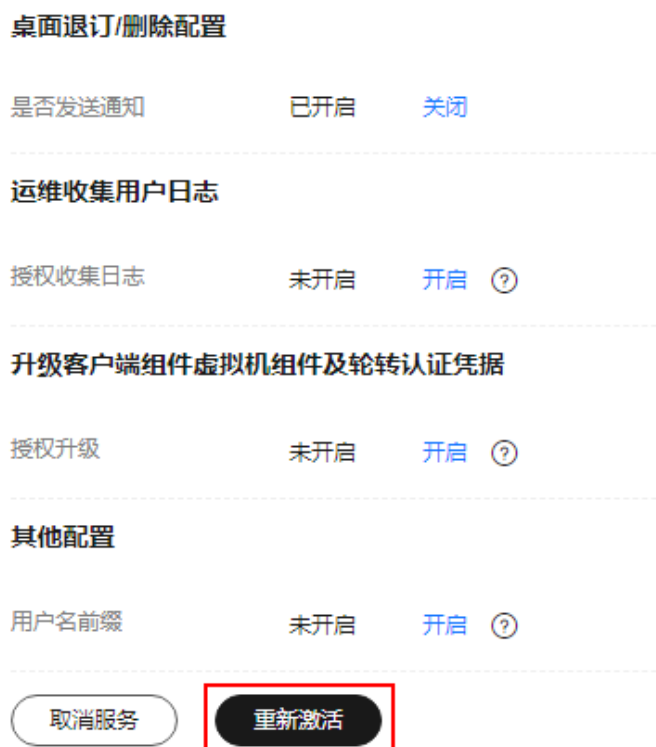 桌面退订/删除配置
是否发送通知 已开启 关闭
运维收集用户日志
授权收集日志 未开启 开启 ?
升级客户端组件虚拟机组件及轮转认证凭据
授权升级 未开启 开启 ?
其他配置
用户名前缀 未开启 开启 ?
取消服务 重新激活